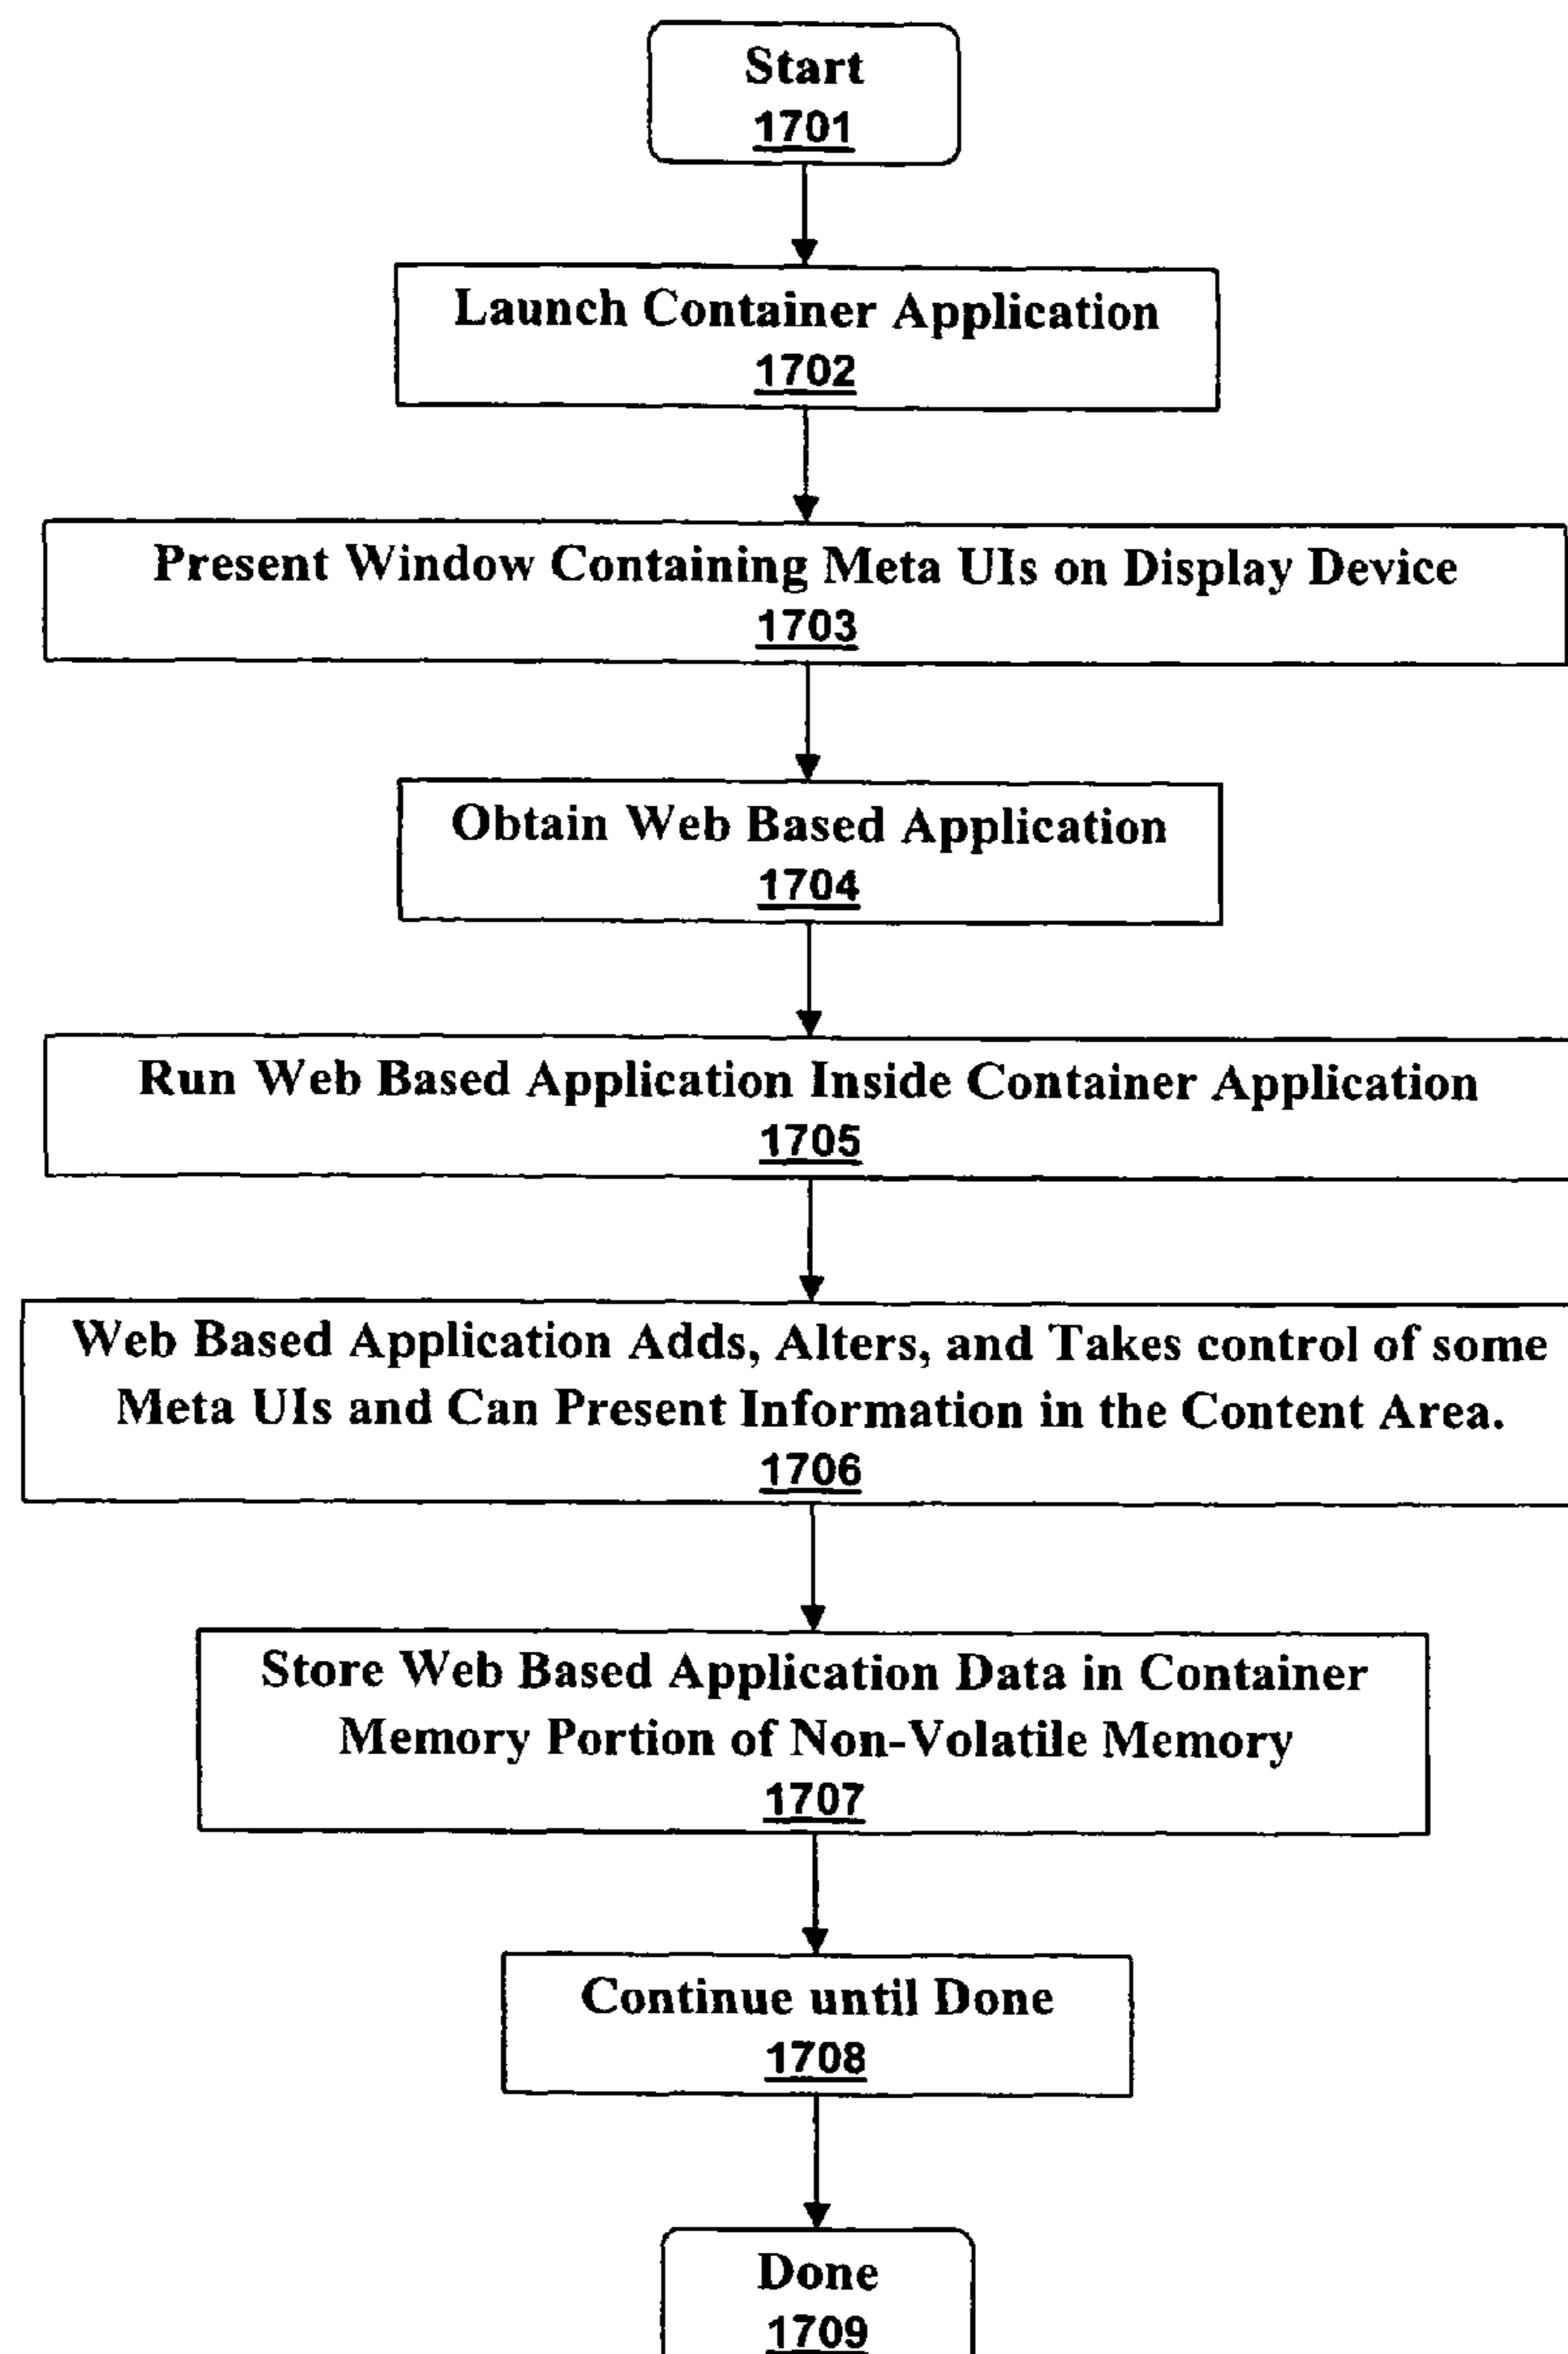 Start
1701
Launch Container Application
1702
Present Window Containing Meta UIs on Display Device
1703
Obtain Web Based Application
1704
Run Web Based Application Inside Container Application
1705
Web Based Application Adds, Alters, and Takes control of some
Meta UIs and Can Present Information in the Content Area.
1706
Store Web Based Application Data in Container
Memory Portion of Non-Volatile Memory
1707
Continue until Done
1708
Done
1709